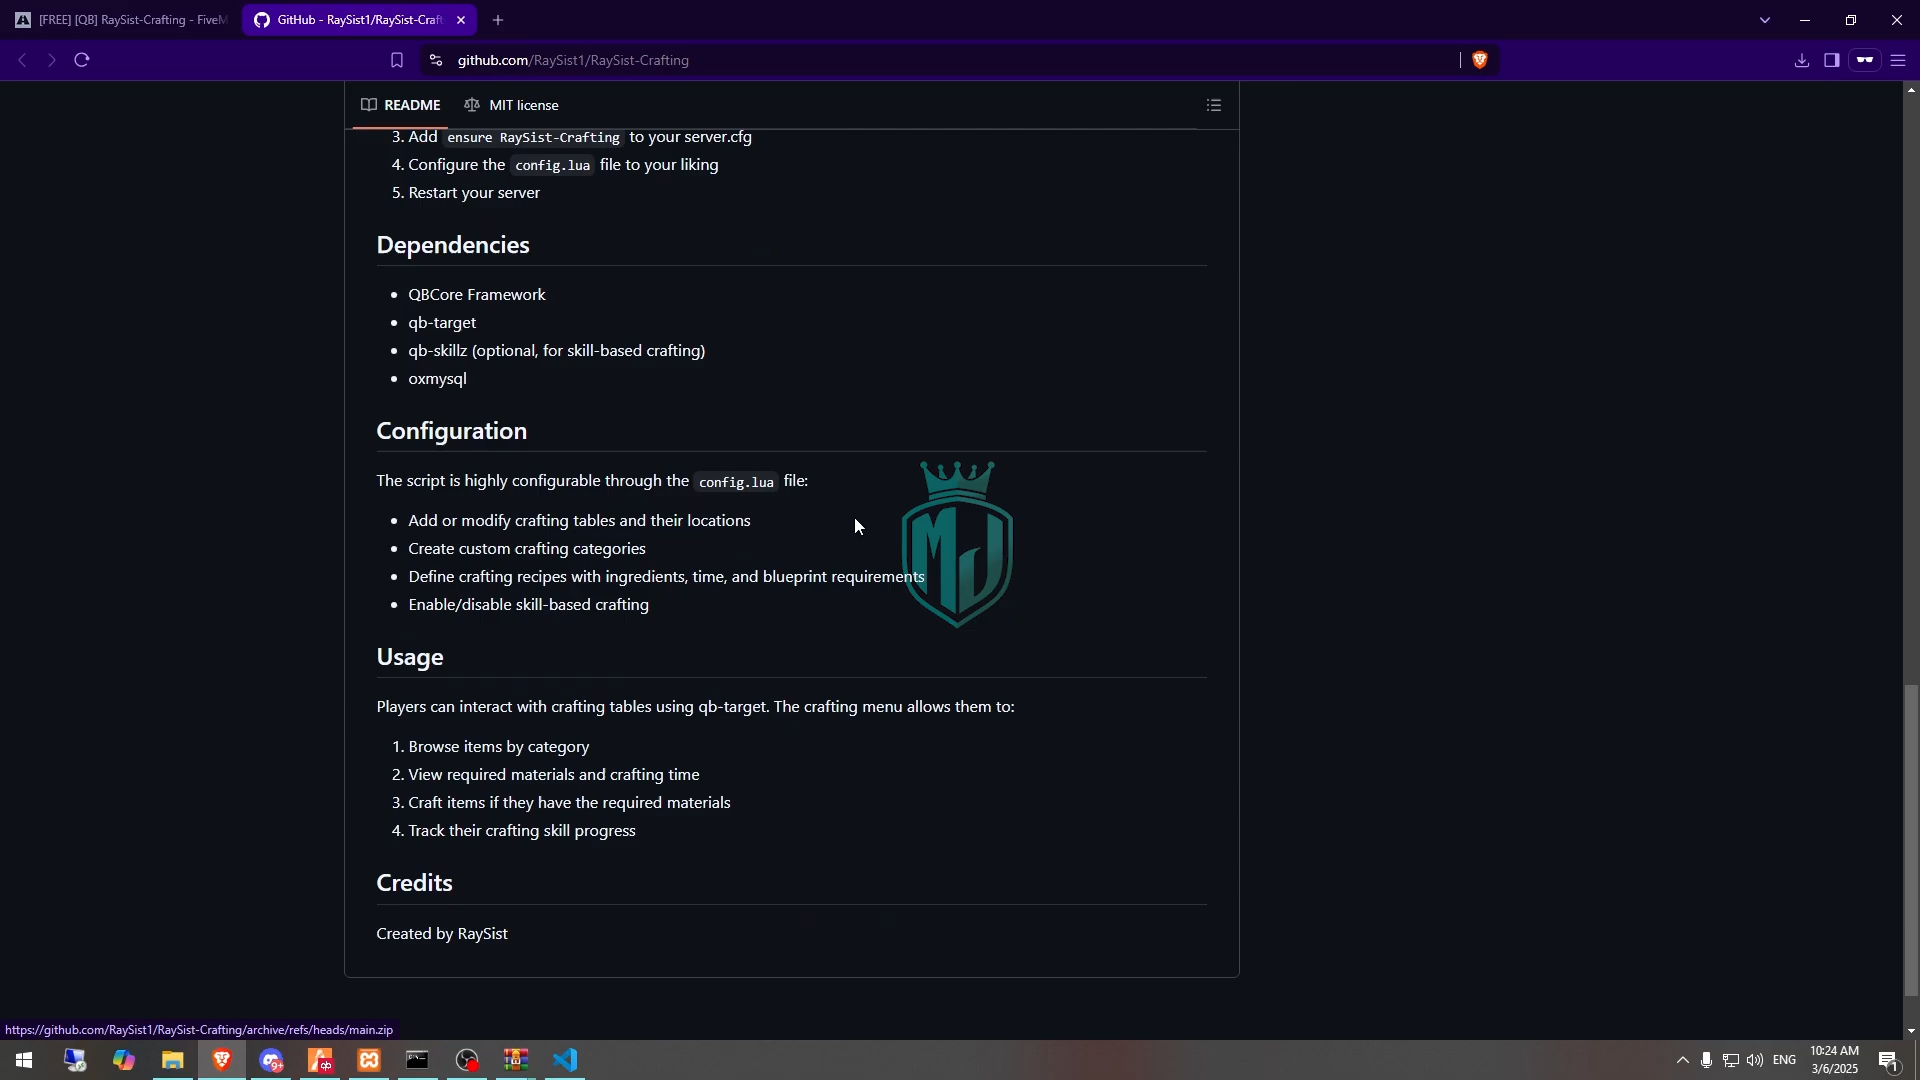 [FREE] [QB] RaySist-Crafting - FiveM
GitHub - RaySist1/RaySist-Craft
github.com/RaySist1/RaySist-Crafting
README
MIT license
3. Add ensure RaySist-Crafting to your server.cfg
4. Configure the config.lua file to your liking
5. Restart your server
Dependencies
QBCore Framework
qb-target
qb-skillz (optional, for skill-based crafting)
oxmysql
Configuration
The script is highly configurable through the config.lua file:
Add or modify crafting tables and their locations
Create custom crafting categories
Define crafting recipes with ingredients, time, and blueprint requirements
Enable/disable skill-based crafting
MJ
Usage
Players can interact with crafting tables using qb-target. The crafting menu allows them to:
1. Browse items by category
2. View required materials and crafting time
3. Craft items if they have the required materials
4. Track their crafting skill progress
Credits
Created by RaySist
https://github.com/RaySist1/RaySist-Crafting/archive/refs/heads/main.zip
9+
qb
ENG
10:24 AM
3/6/2025
1